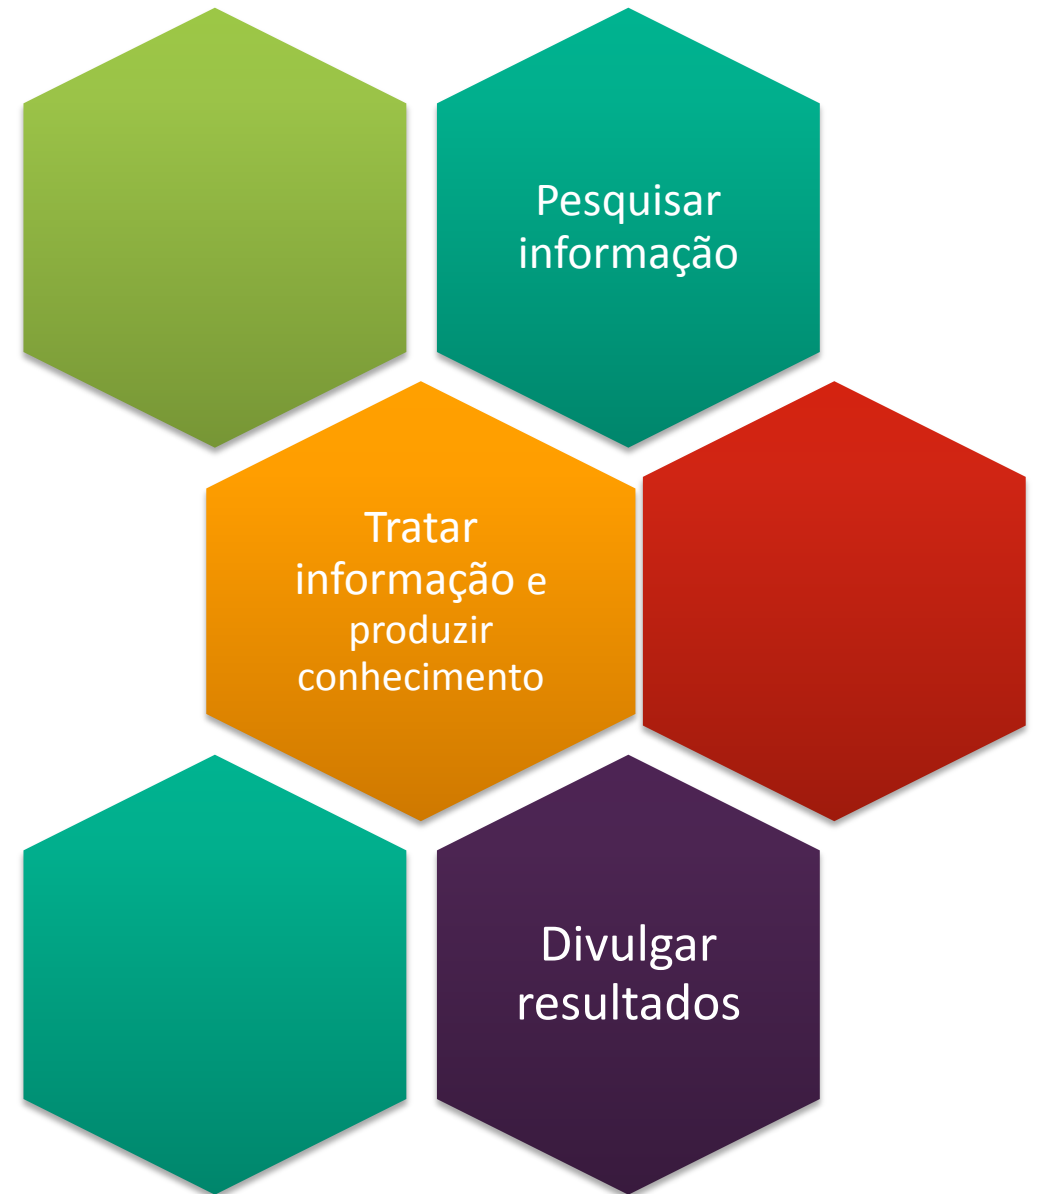 Pesquisar
informação
Tratar
informação e
produzir
conhecimento
Divulgar
resultados